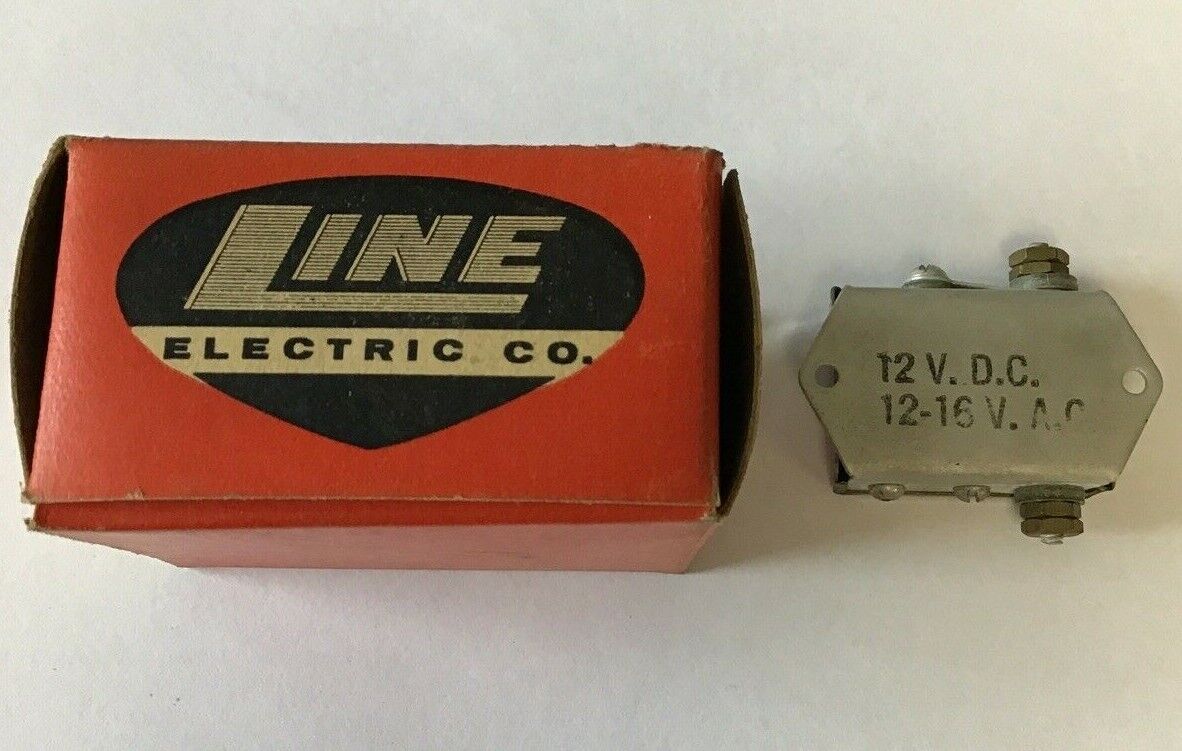 LINE
ELECTRIC CO.
12 V. D.C.
12-16 V. A.C